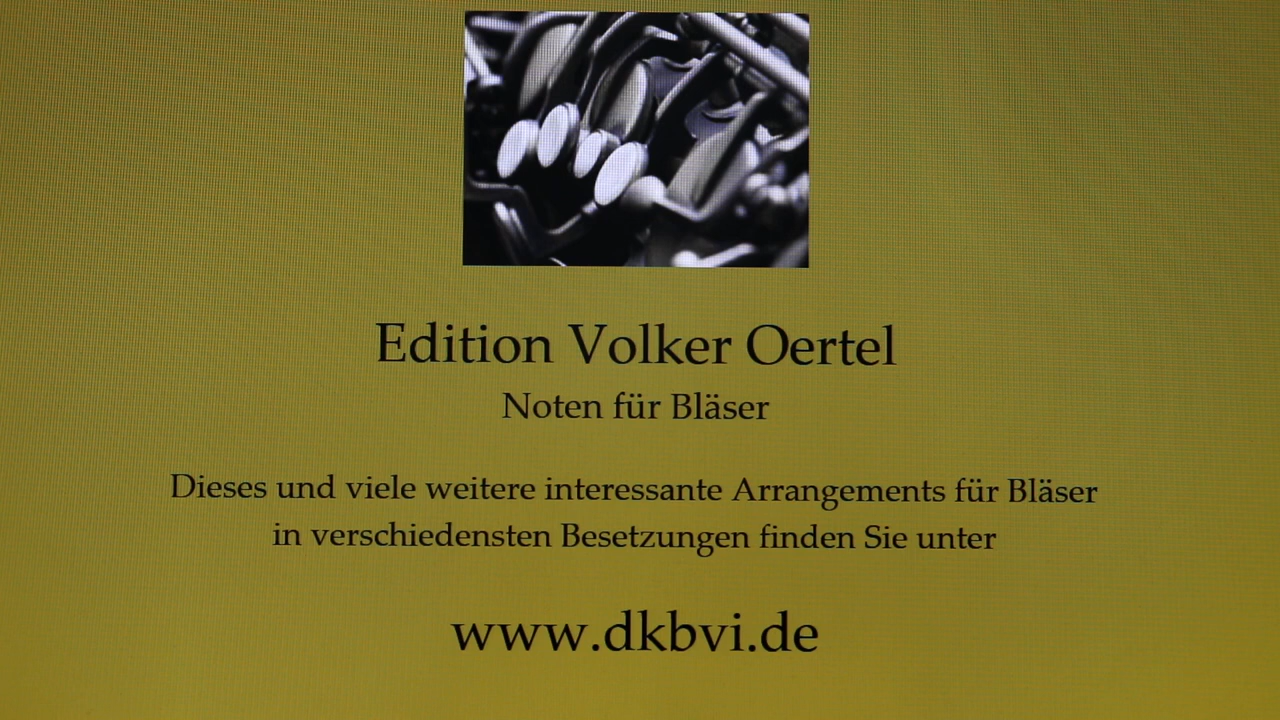 Edition Volker Oertel
Noten für Bläser
Dieses und viele weitere interessante Arrangements für Bläser
in verschiedensten Besetzungen finden Sie unter
www.dkbvi.de